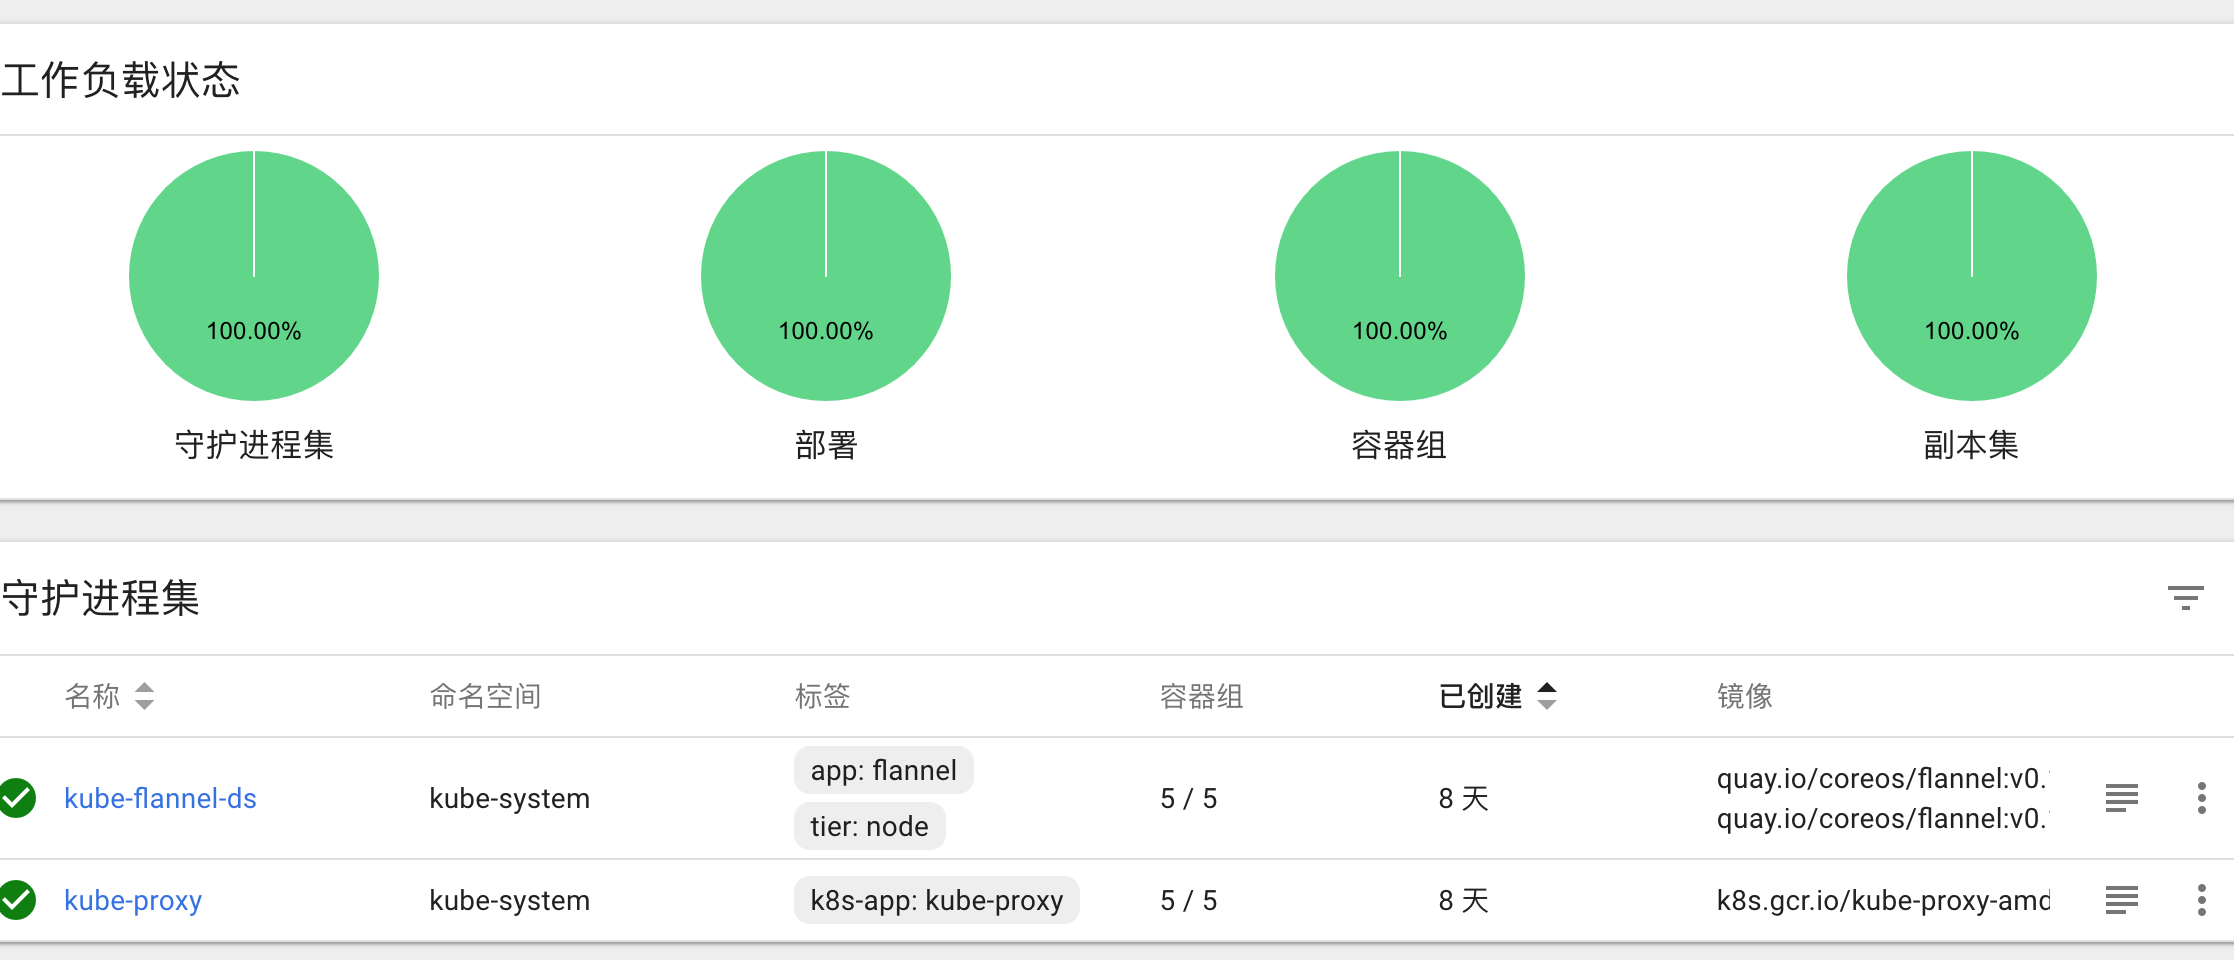 工作负载状态
100.00% 100.00% 100.00% 100.00%
守护进程集 部署 容器组 副本集
守护进程集
名称 命名空间 标签 容器组 已创建 镜像
kube-flannel-ds kube-system app: flannel tier: node 5 / 5 8 天 quay.io/coreos/flannel:v0. quay.io/coreos/flannel:v0.
kube-proxy kube-system k8s-app: kube-proxy 5 / 5 8 天 k8s.gcr.io/kube-proxy-amd